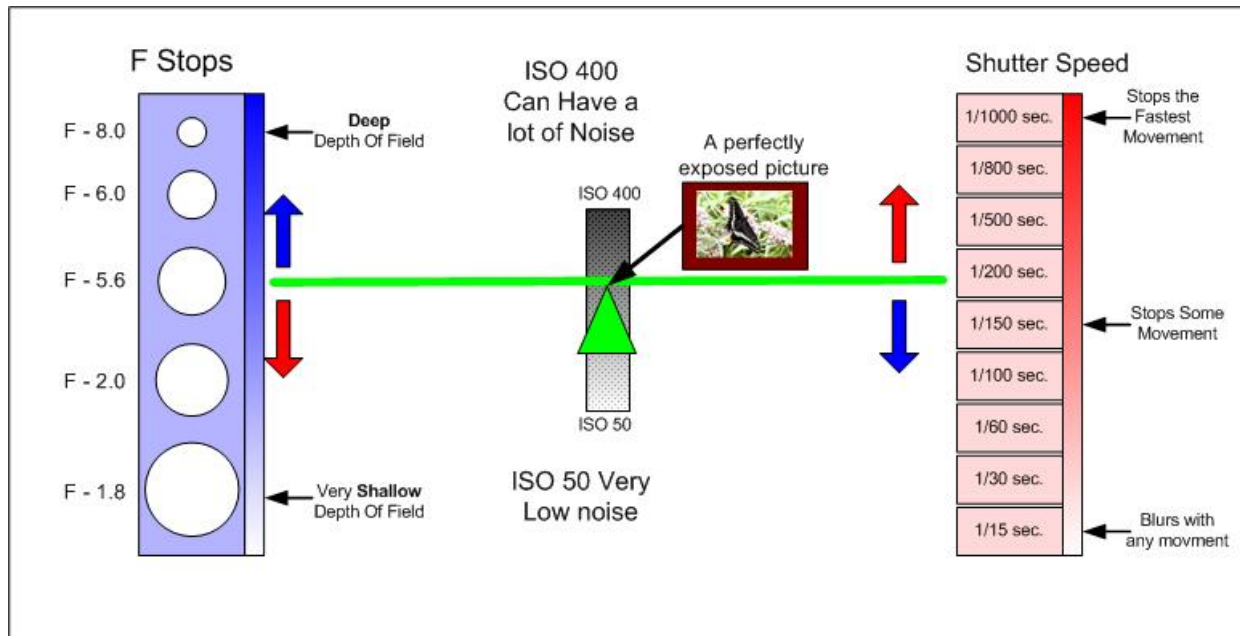 F Stops
F - 8.0
F - 6.0
F - 5.6
F - 2.0
F - 1.8
Deep
Depth Of Field
Very Shallow
Depth Of Field
ISO 400
Can Have a
lot of Noise
A perfectly
exposed picture
ISO 400
ISO 50
ISO 50 Very
Low noise
Shutter Speed
1/1000 sec.
1/800 sec.
1/500 sec.
1/200 sec.
1/150 sec.
1/100 sec.
1/60 sec.
1/30 sec.
1/15 sec.
Stops the
Fastest
Movement
Stops Some
Movement
Blurs with
any movment